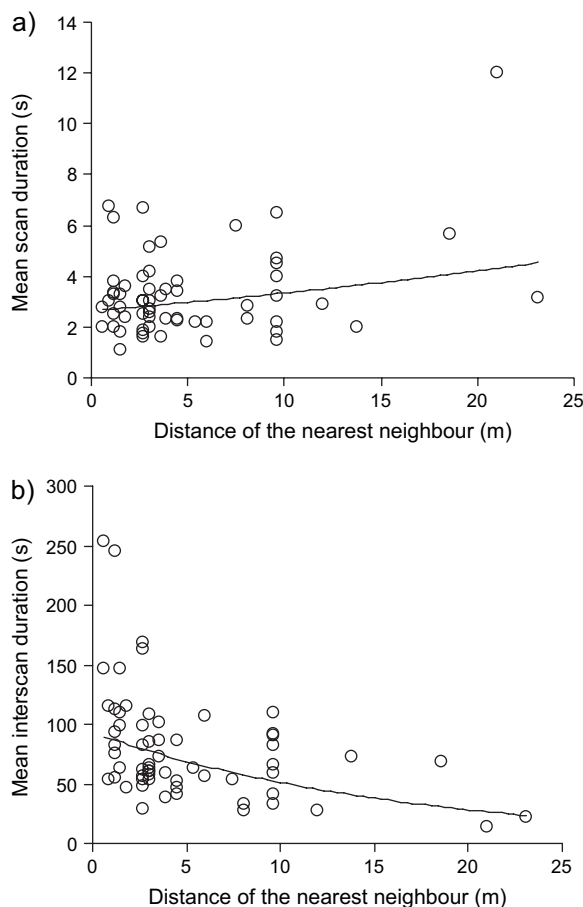 a)
14
12
10
8
6
4
2
0
Mean scan duration (s)
0 5 10 15 20 25
Distance of the nearest neighbour (m)
b)
300
250
200
150
100
50
0
Mean interscan duration (s)
0 5 10 15 20 25
Distance of the nearest neighbour (m)